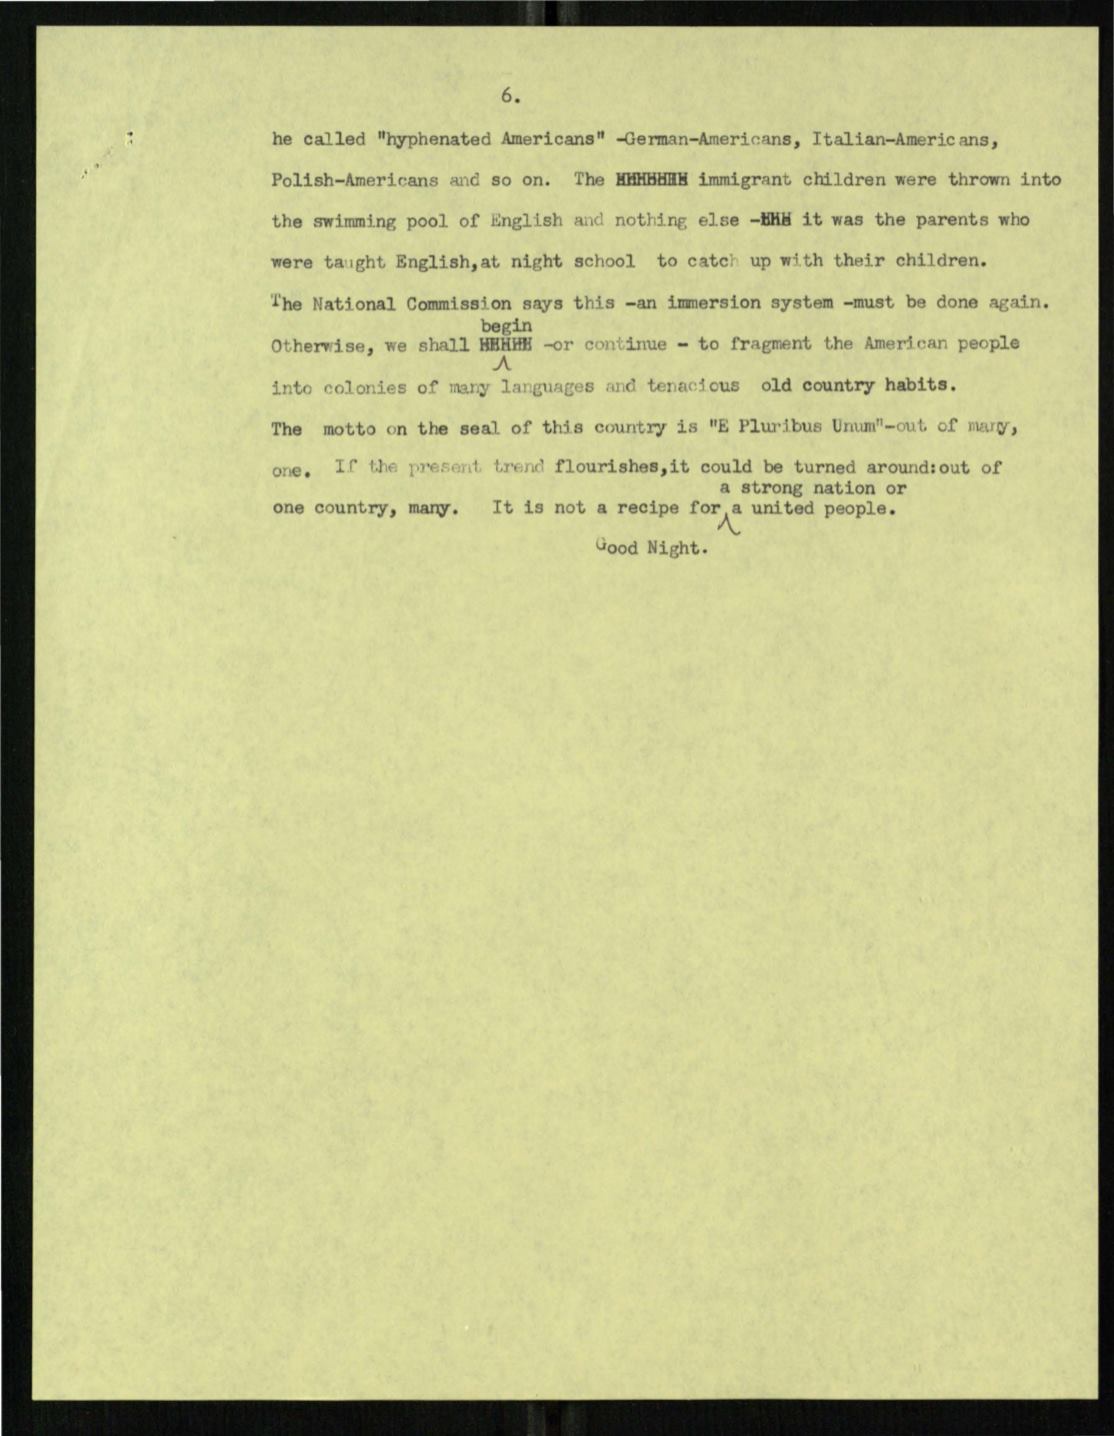 6.
he called "hyphenated Americans" -German-Americans, Italian-Americans,
Polish-Americans and so on. The immigrant children were thrown into
the swimming pool of English and nothing else - it was the parents who
were taught English,at night school to catch up with their children.
The National Commission says this -an immersion system -must be done again.
begin
Otherwise, we shall -or continue - to fragment the American people
into colonies of many languages and tenacious old country habits.
The motto on the seal of this country is "E Pluribus Unum"-out of many,
one. If the present trend flourishes,it could be turned around:out of
a strong nation or
one country, many. It is not a recipe for a united people.
Good Night.